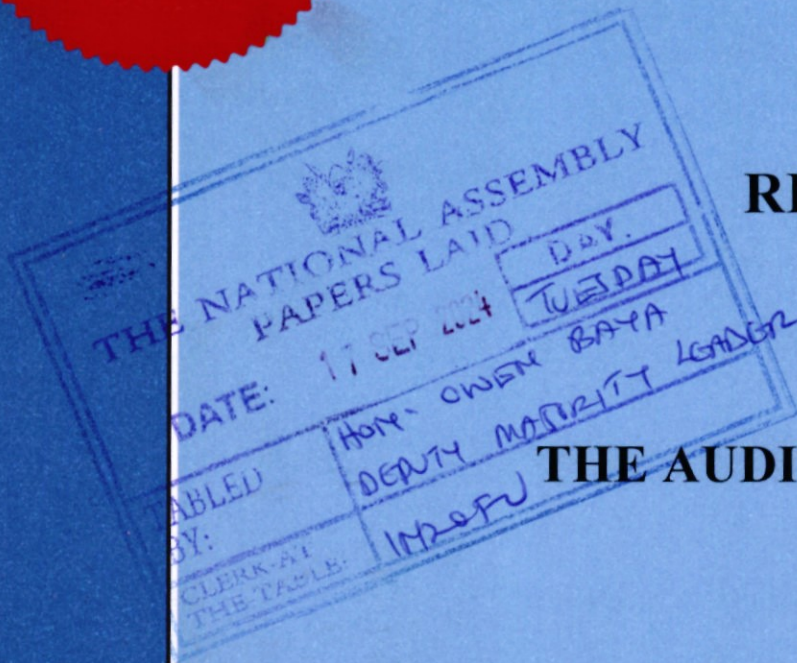 THE NATIONAL ASSEMBLY
PAPERS LAID
DATE: 17 SEP 2024
DAY.
TUESDAY
TABLED BY:
HON. OWEN BAYA
DEPUTY MAJORITY LEADER
CLERK-AT THE-TABLE:
RE
THE AUDI